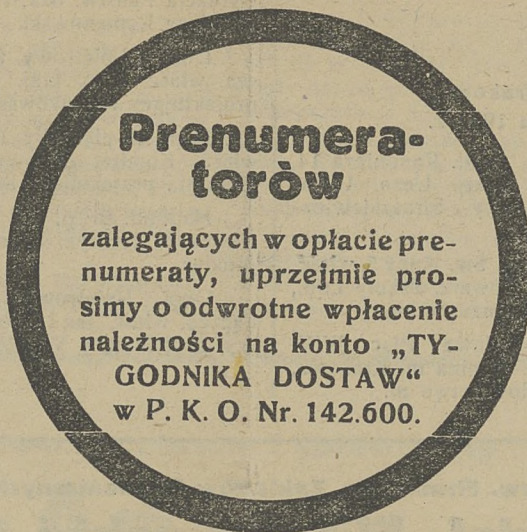 Prenumera-
torów
zalegających w opłacie pre-
numeraty, uprzejmie pro-
simy o odwrotne wpłacenie
należności na konto „TY-
GODNIKA DOSTAW“
w P. K. O. Nr. 142.600.